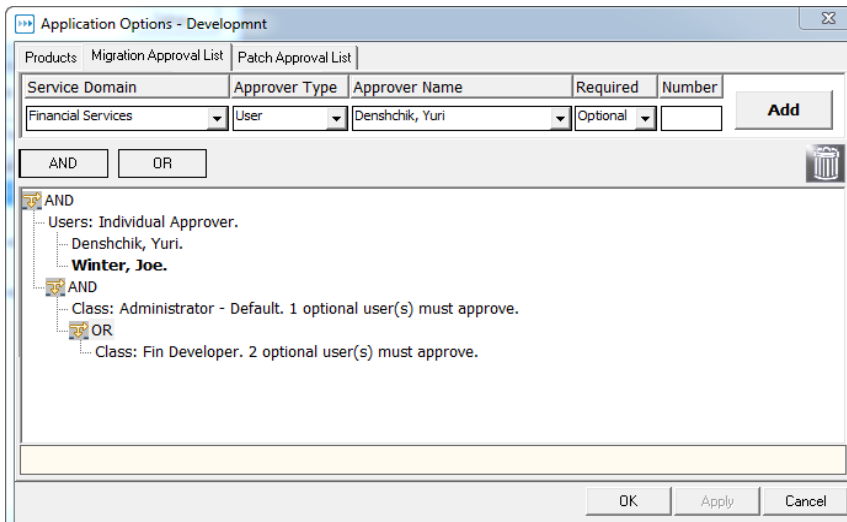 Application Options - Developmnt
Products Migration Approval List Patch Approval List
Service Domain Approver Type Approver Name Required Number
Financial Services User Denshchik, Yuri Optional Add
AND OR
AND
Users: Individual Approver.
Denshchik, Yuri.
Winter, Joe.
AND
Class: Administrator - Default. 1 optional user(s) must approve.
OR
Class: Fin Developer. 2 optional user(s) must approve.
OK Apply Cancel